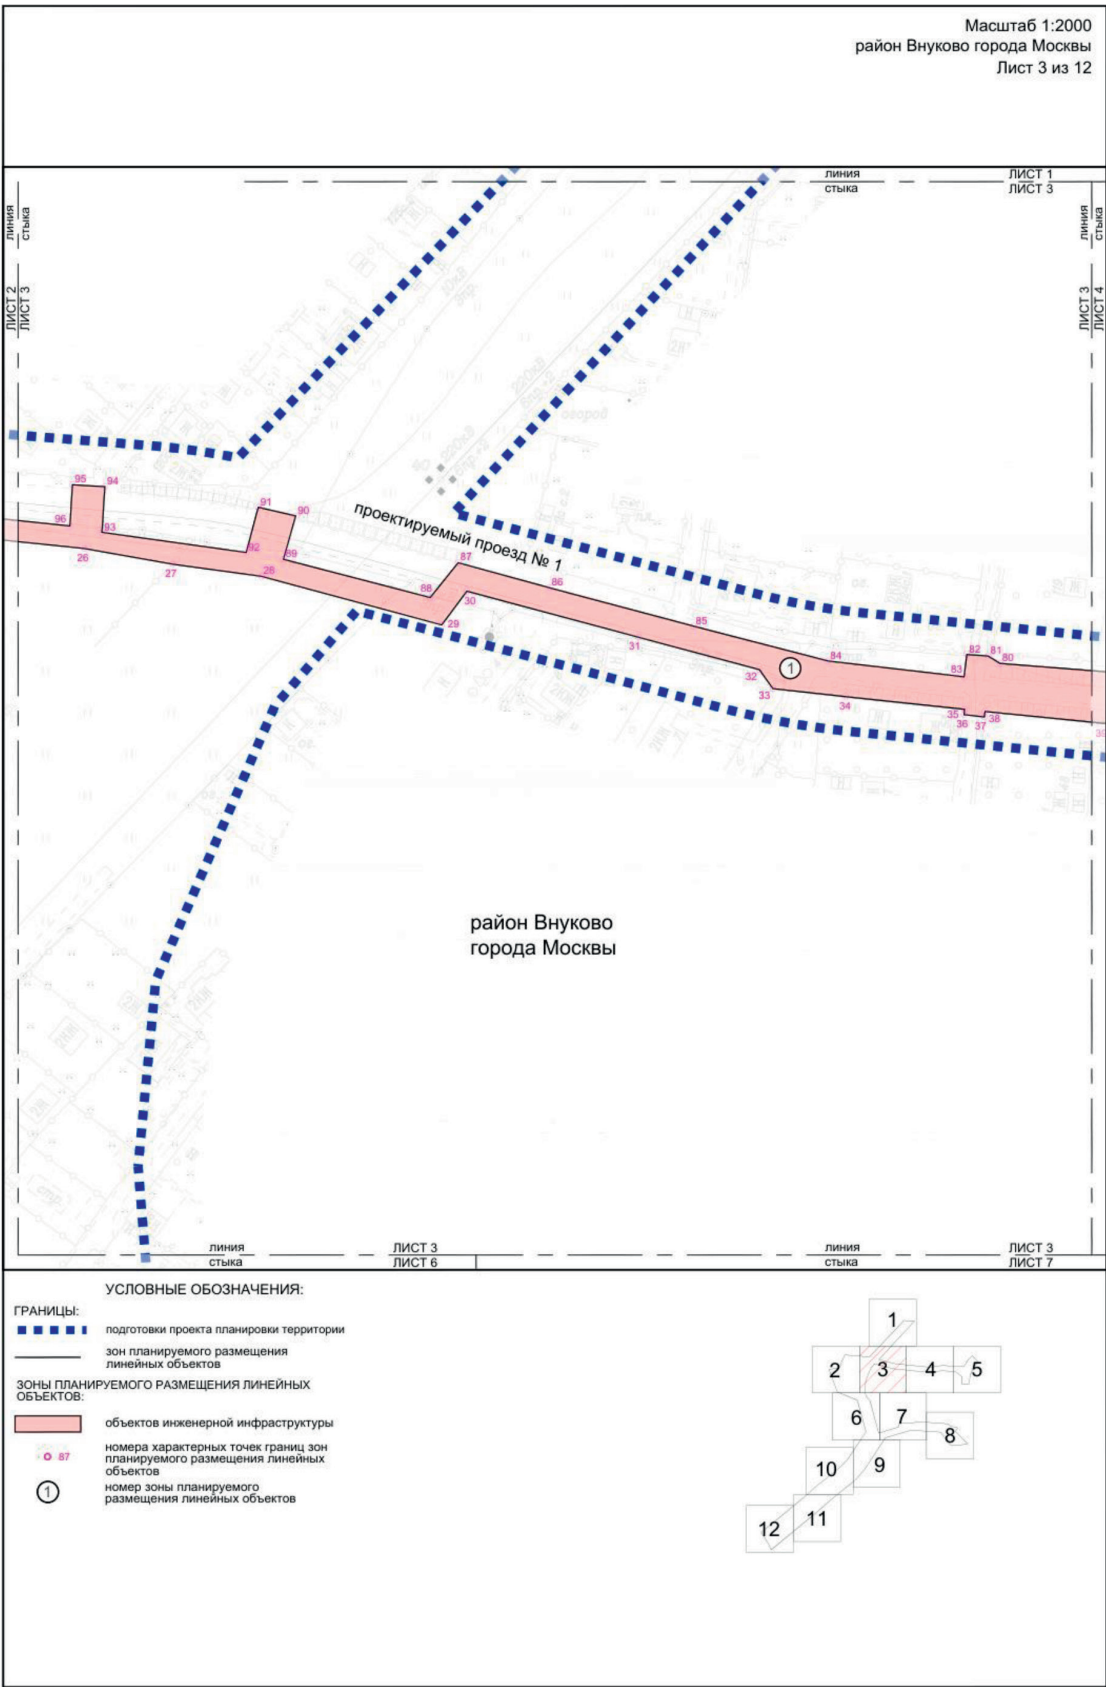 Масштаб 1:2000
район Внуково города Москвы
Лист 3 из 12
линия
стыка
ЛИСТ 1
ЛИСТ 3
линия
стыка
ЛИСТ 2
ЛИСТ 3
линия
стыка
ЛИСТ 3
ЛИСТ 4
220кВ
огород
95
94
96
93
26
27
91
90
92
89
28
проектируемый проезд № 1
87
86
88
30
29
31
85
84
32
33
1
34
82
81
80
83
35
36
37
38
39
район Внуково
города Москвы
линия
стыка
ЛИСТ 3
ЛИСТ 6
линия
стыка
ЛИСТ 3
ЛИСТ 7
УСЛОВНЫЕ ОБОЗНАЧЕНИЯ:
ГРАНИЦЫ:
подготовки проекта планировки территории
зон планируемого размещения
линейных объектов
ЗОНЫ ПЛАНИРУЕМОГО РАЗМЕЩЕНИЯ ЛИНЕЙНЫХ
ОБЪЕКТОВ:
объектов инженерной инфраструктуры
87
номера характерных точек границ зон
планируемого размещения линейных
объектов
1
номер зоны планируемого
размещения линейных объектов
1
2
3
4
5
6
7
8
10
9
12
11